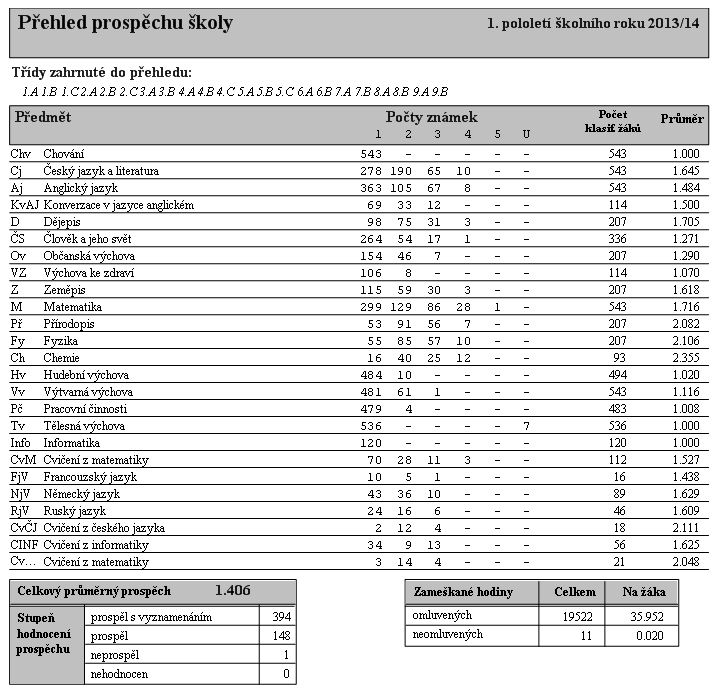 Přehled prospěchu školy 1. pololetí školního roku 2013/14
Třídy zahrnuté do přehledu:
1.A 1.B 1.C 2.A 2.B 2.C 3.A 3.B 4.A 4.B 4.C 5.A 5.B 5.C 6.A 6.B 7.A 7.B 8.A 8.B 9.A 9.B
Předmět Počty známek Počet klasif. žáků Průměr
1 2 3 4 5 U
Chv Chování 543 – – – – – 543 1.000
Cj Český jazyk a literatura 278 190 65 10 – – 543 1.645
Aj Anglický jazyk 363 105 67 8 – – 543 1.484
KvAJ Konverzace v jazyce anglickém 69 33 12 – – – 114 1.500
D Dějepis 98 75 31 3 – – 207 1.705
ČS Člověk a jeho svět 264 54 17 1 – – 336 1.271
Ov Občanská výchova 154 46 7 – – – 207 1.290
VZ Výchova ke zdraví 106 8 – – – – 114 1.070
Z Zeměpis 115 59 30 3 – – 207 1.618
M Matematika 299 129 86 28 1 – 543 1.716
Př Přírodopis 53 91 56 7 – – 207 2.082
Fy Fyzika 55 85 57 10 – – 207 2.106
Ch Chemie 16 40 25 12 – – 93 2.355
Hv Hudební výchova 484 10 – – – – 494 1.020
Vv Výtvarná výchova 481 61 1 – – – 543 1.116
Pč Pracovní činnosti 479 4 – – – – 483 1.008
Tv Tělesná výchova 536 – – – – 7 536 1.000
Info Informatika 120 – – – – – 120 1.000
CvM Cvičení z matematiky 70 28 11 3 – – 112 1.527
FjV Francouzský jazyk 10 5 1 – – – 16 1.438
NjV Německý jazyk 43 36 10 – – – 89 1.629
RjV Ruský jazyk 24 16 6 – – – 46 1.609
CvČJ Cvičení z českého jazyka 2 12 4 – – – 18 2.111
CINF Cvičení z informatiky 34 9 13 – – – 56 1.625
Cv... Cvičení z matematiky 3 14 4 – – – 21 2.048
Celkový průměrný prospěch 1.406
Stupeň hodnocení prospěchu
prospěl s vyznamenáním 394
prospěl 148
neprospěl 1
nehodnocen 0
Zameškané hodiny Celkem Na žáka
omluvených 19522 35.952
neomluvených 11 0.020